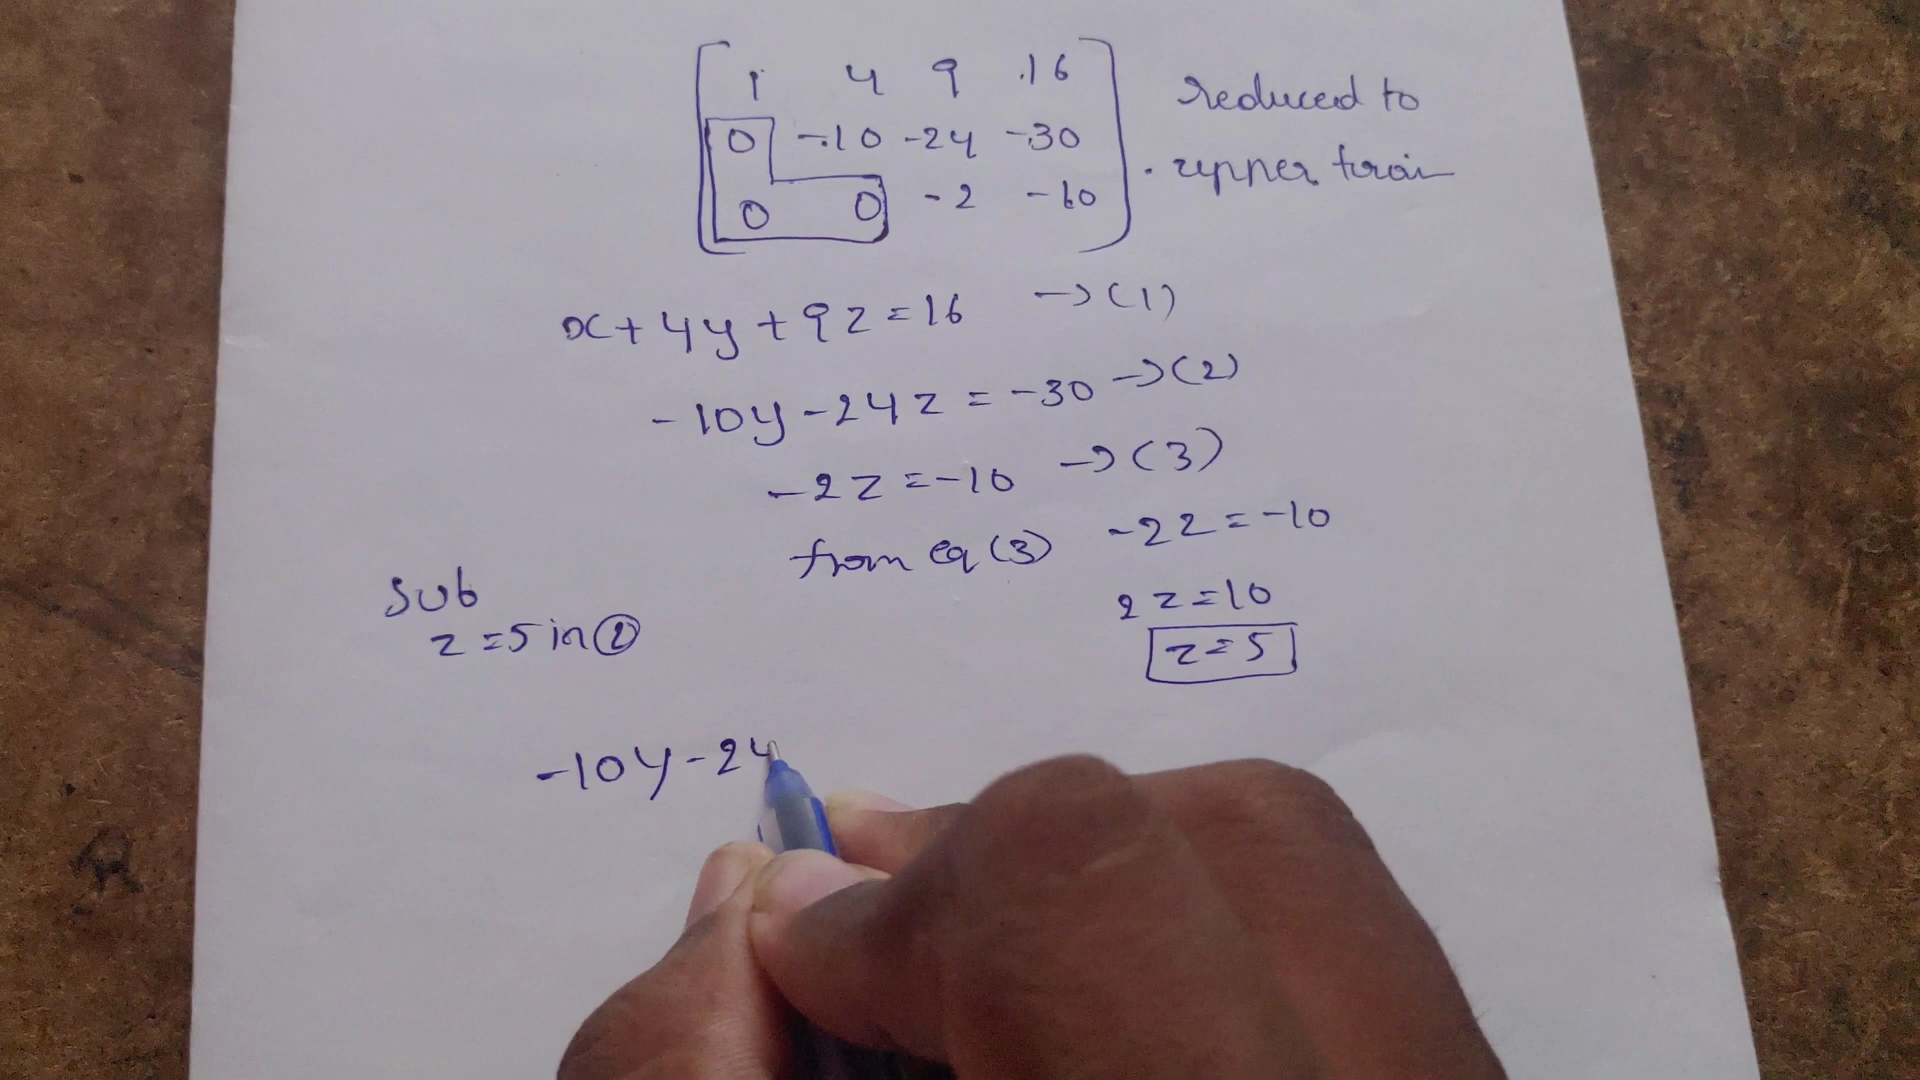 1 4 9 16
0 -10 -24 -30
0 0 -2 -10
reduced to
upper train
x+4y+9z=16 →(1)
-10y-24z=-30 →(2)
-2z=-10 →(3)
from eq (3) -2z=-10
2z=10
z=5
Sub
z=5 in ②
-10y-24